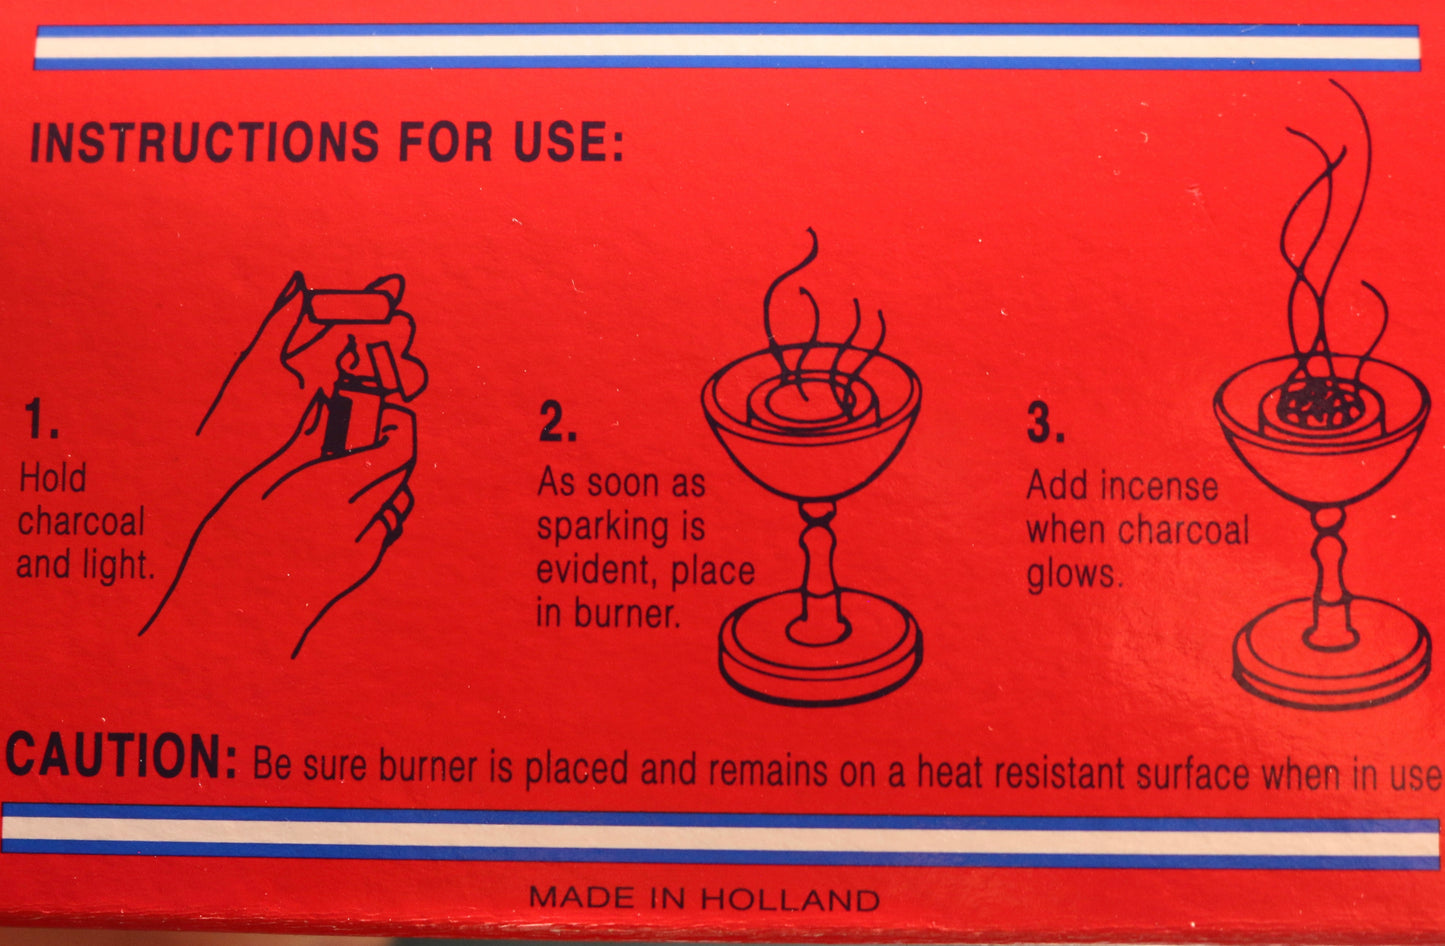 INSTRUCTIONS FOR USE:
1.
Hold
charcoal
and light.
2.
As soon as
sparking is
evident, place
in burner.
3.
Add incense
when charcoal
glows.
CAUTION: Be sure burner is placed and remains on a heat resistant surface when in use
MADE IN HOLLAND